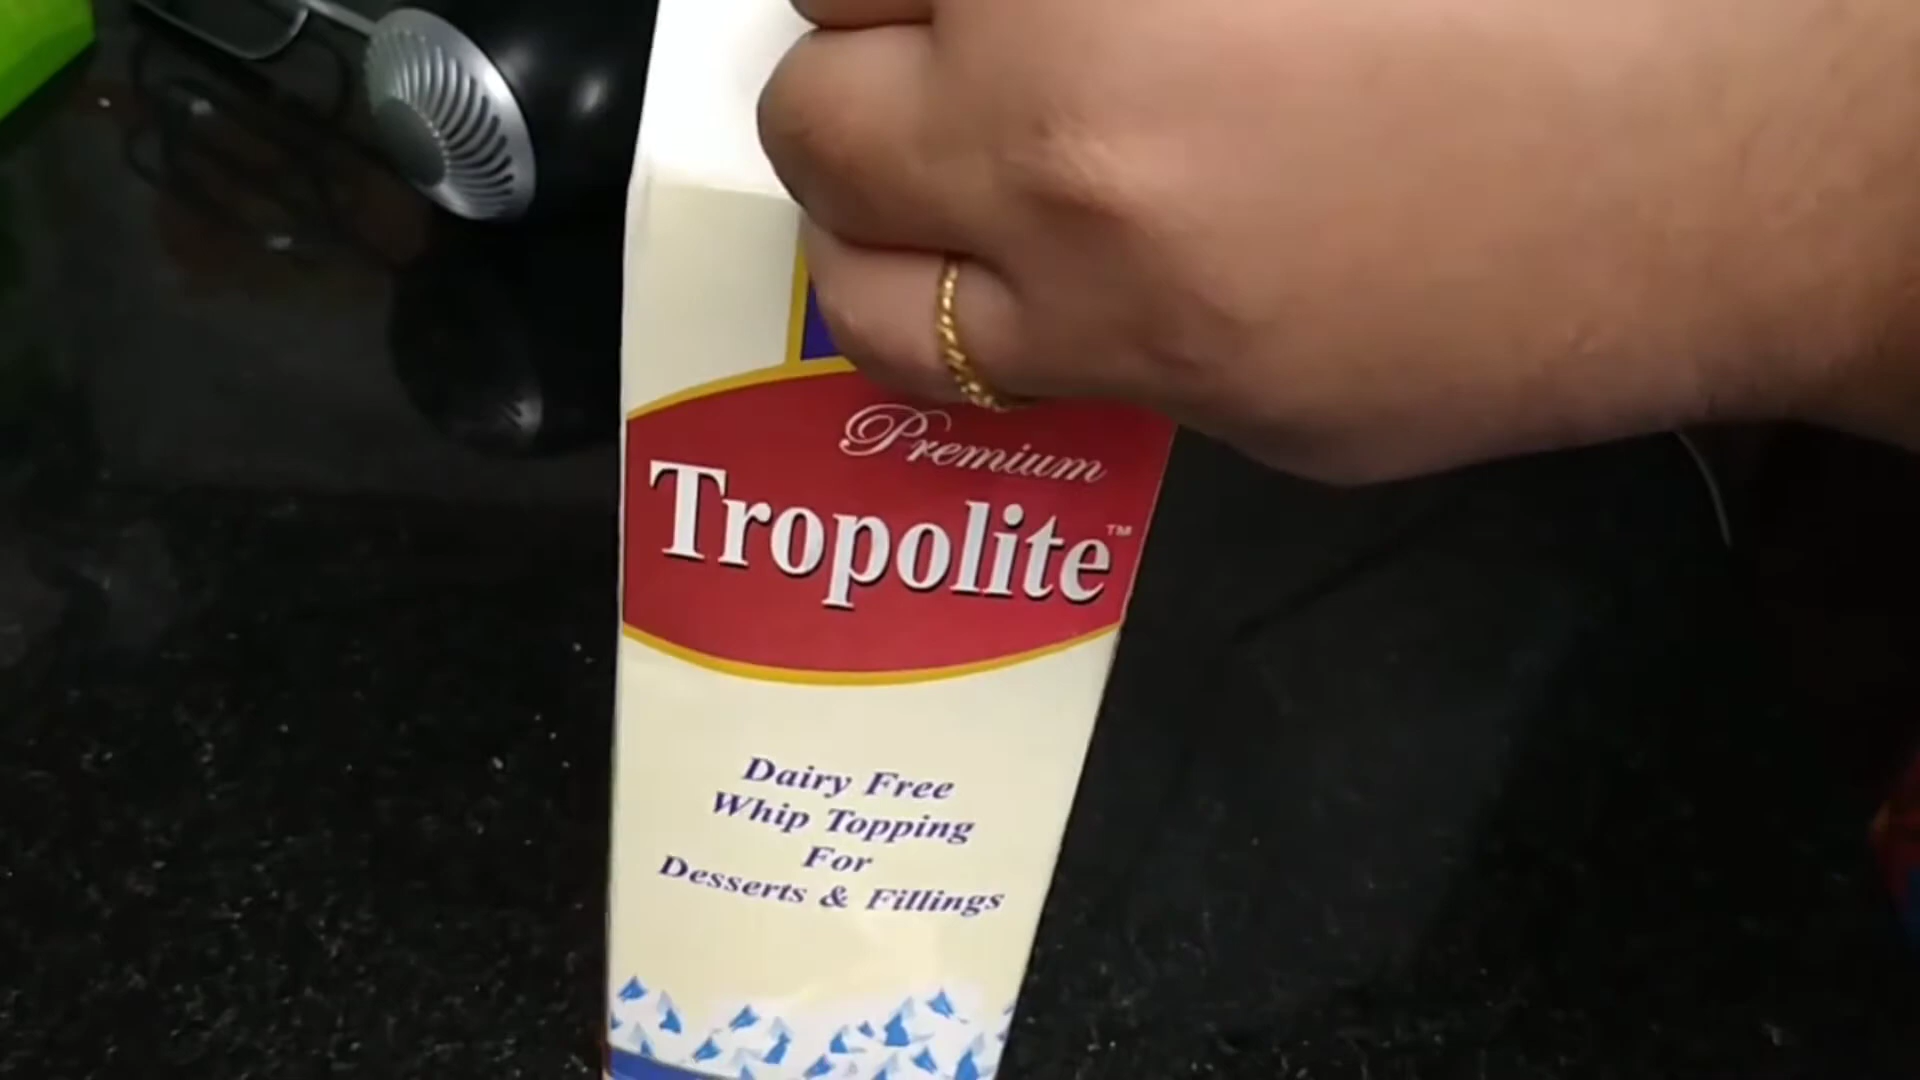 Premium
Tropolite™
Dairy Free
Whip Topping
For
Desserts & Fillings